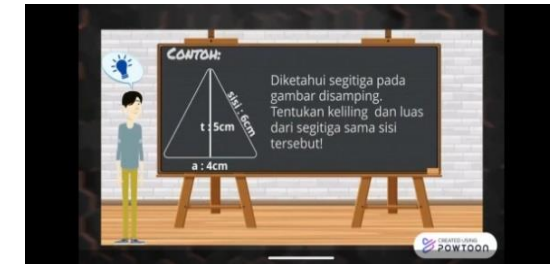 CONTOH:
Diketahui segitiga pada
gambar disamping.
Tentukan keliling dan luas
dari segitiga sama sisi
tersebut!
sisi : 6cm
t : 5cm
a : 4cm
CREATED USING
POWTOON